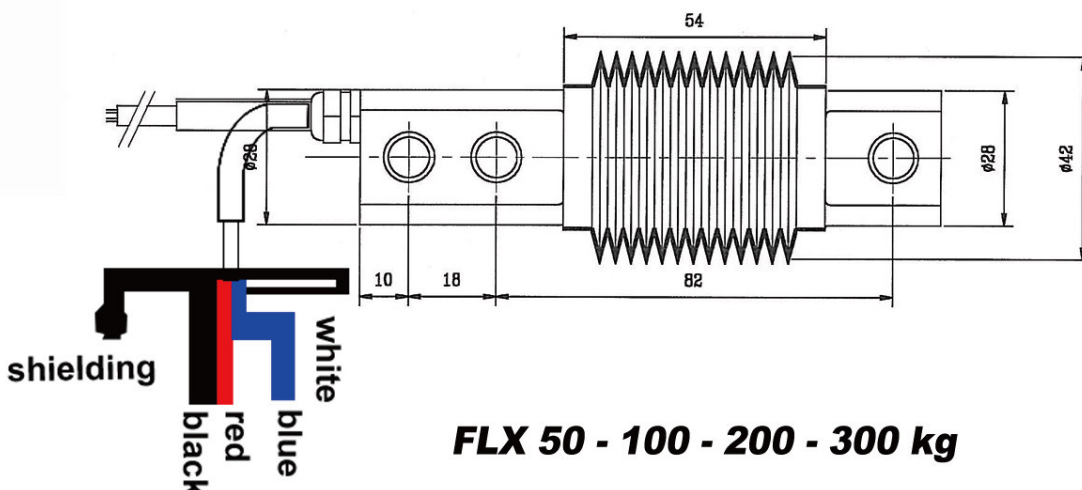 54
ø28
ø28
ø42
10
18
82
shielding
black
red
blue
white
FLX 50 - 100 - 200 - 300 kg